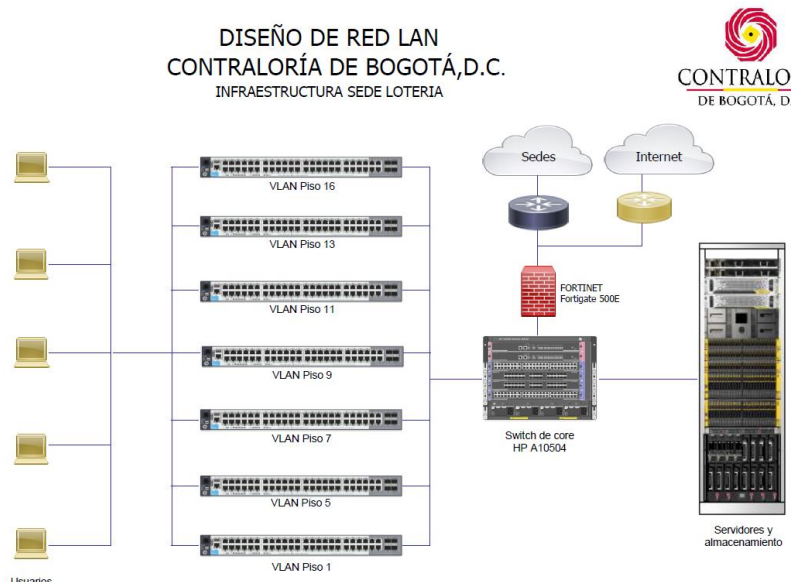 DISEÑO DE RED LAN
CONTRALORÍA DE BOGOTÁ,D.C.
INFRAESTRUCTURA SEDE LOTERIA
CONTRALO
DE BOGOTÁ, D
Sedes
Internet
VLAN Piso 16
VLAN Piso 13
FORTINET
Fortigate 500E
VLAN Piso 11
VLAN Piso 9
VLAN Piso 7
Switch de core
HP A10504
VLAN Piso 5
Servidores y
almacenamiento
VLAN Piso 1
Usuarios